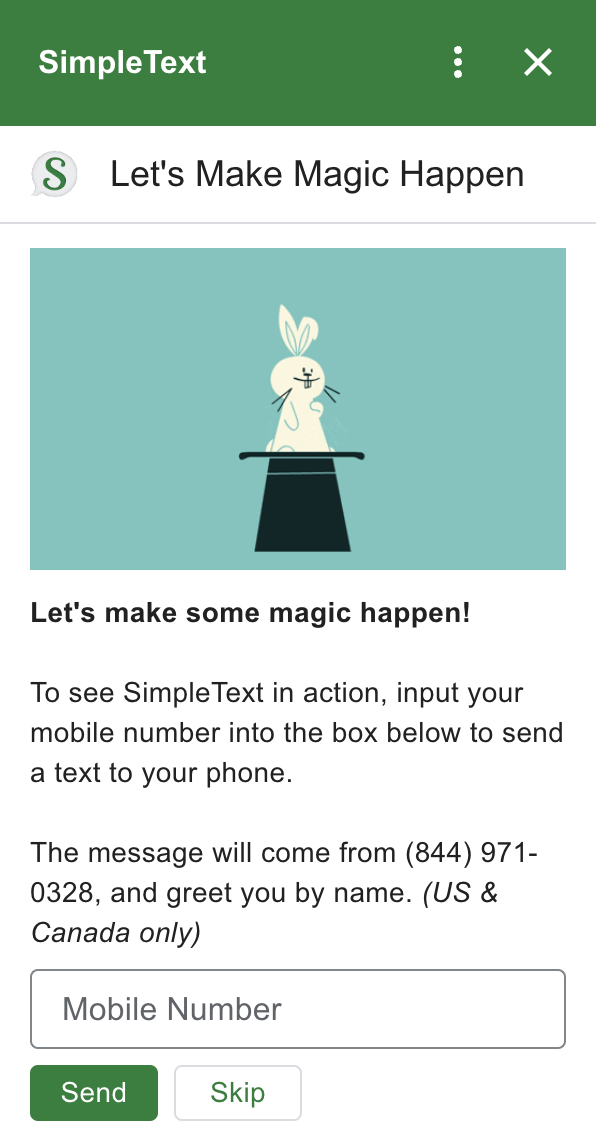 SimpleText
S
Let's Make Magic Happen
Let's make some magic happen!
To see SimpleText in action, input your
mobile number into the box below to send
a text to your phone.
The message will come from (844) 971-
0328, and greet you by name. (US &
Canada only)
Mobile Number
Send Skip